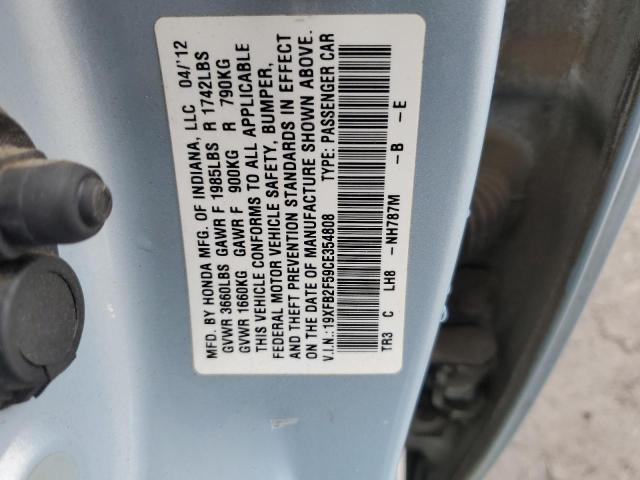 MFD. BY HONDA MFG. OF INDIANA, LLC 04/'12
GVWR 3660LBS GAWR F 1985LBS R 1742LBS
GVWR 1660KG GAWR F 900KG R 790KG
THIS VEHICLE CONFORMS TO ALL APPLICABLE
FEDERAL MOTOR VEHICLE SAFETY, BUMPER,
AND THEFT PREVENTION STANDARDS IN EFFECT
ON THE DATE OF MANUFACTURE SHOWN ABOVE.
V.I.N.:19XFB2F59CE354808 TYPE: PASSENGER CAR
TR3 C LH8 -NH787M -B -E